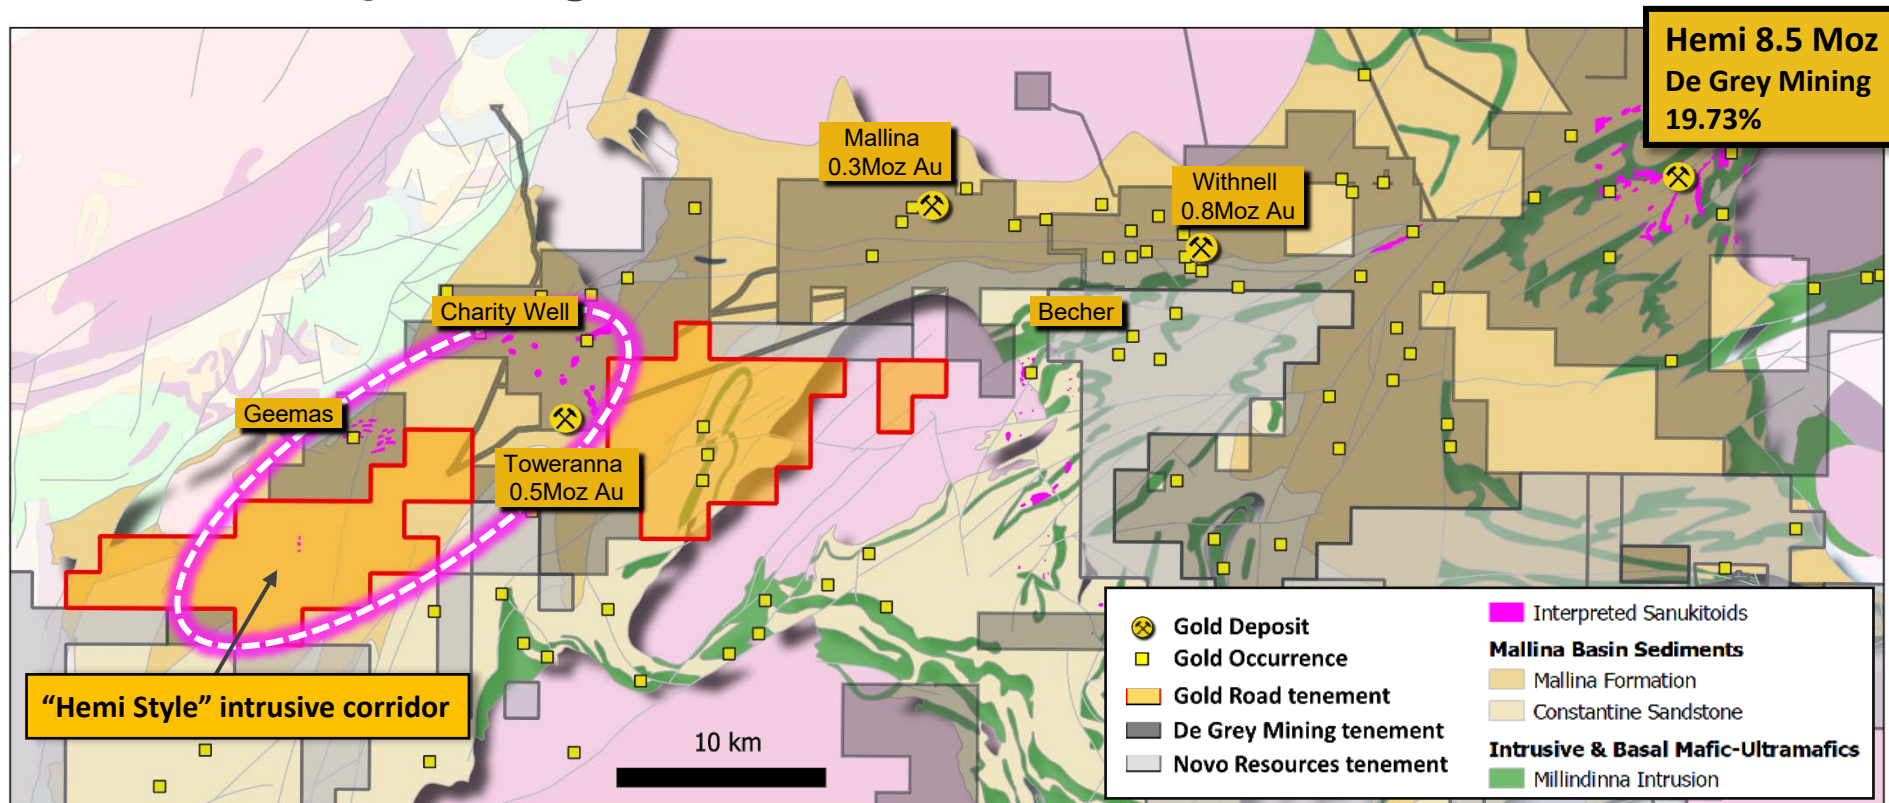 Hemi 8.5 Moz
De Grey Mining
19.73%
Mallina
0.3Moz Au
Withnell
0.8Moz Au
Charity Well
Becher
Geemas
Toweranna
0.5Moz Au
“Hemi Style” intrusive corridor
10 km
Gold Deposit
Gold Occurrence
Gold Road tenement
De Grey Mining tenement
Novo Resources tenement
Interpreted Sanukitoids
Mallina Basin Sediments
Mallina Formation
Constantine Sandstone
Intrusive & Basal Mafic-Ultramafics
Millindinna Intrusion